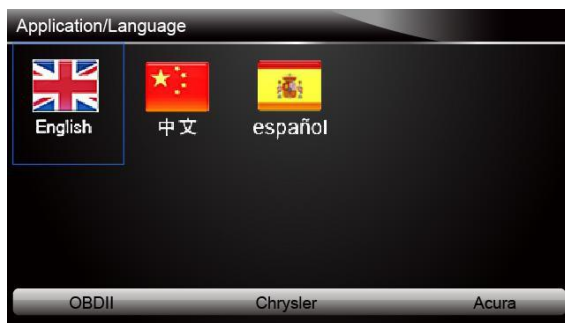 Application/Language
English 中文 español
OBDII Chrysler Acura